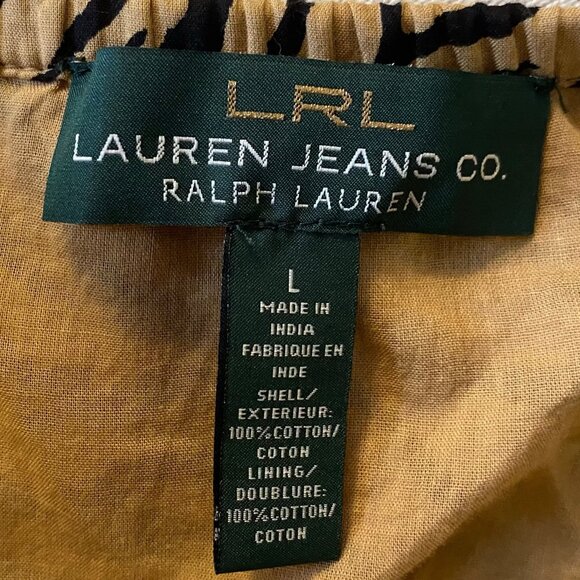 LRL
LAUREN JEANS CO.
RALPH LAUREN
L
MADE IN
INDIA
FABRIQUE EN
INDE
SHELL/
EXTERIEUR:
100%COTTON/
COTON
LINING/
DOUBLURE:
100%COTTON/
COTON